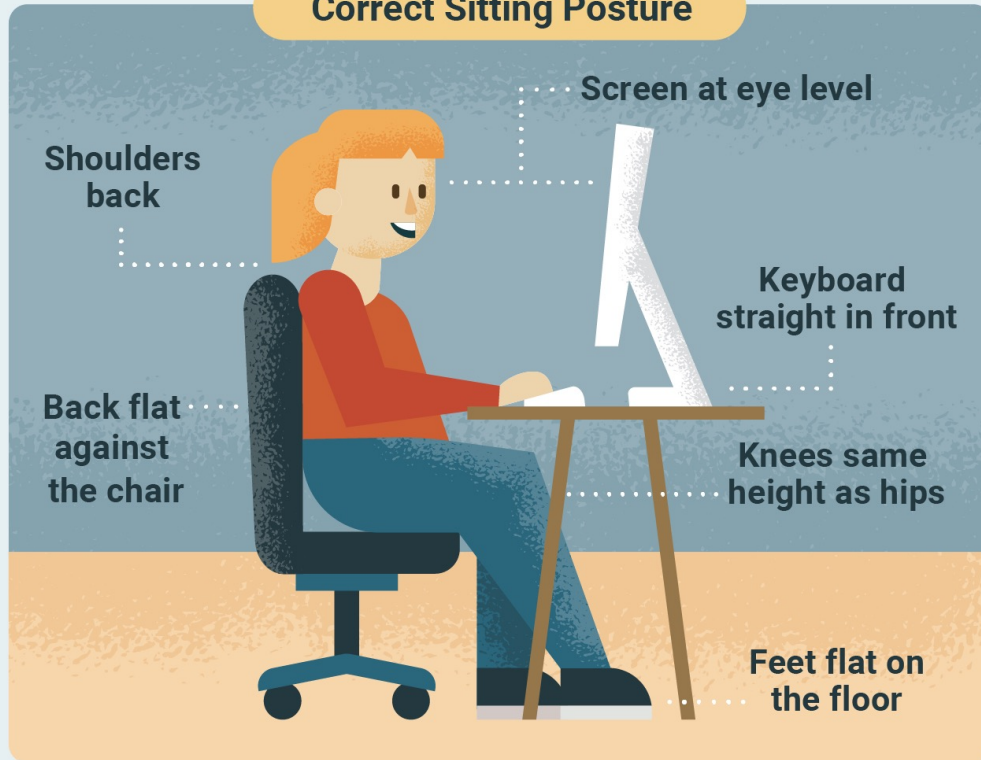 Correct Sitting Posture
Screen at eye level
Shoulders
back
Keyboard
straight in front
Back flat
against
the chair
Knees same
height as hips
Feet flat on
the floor